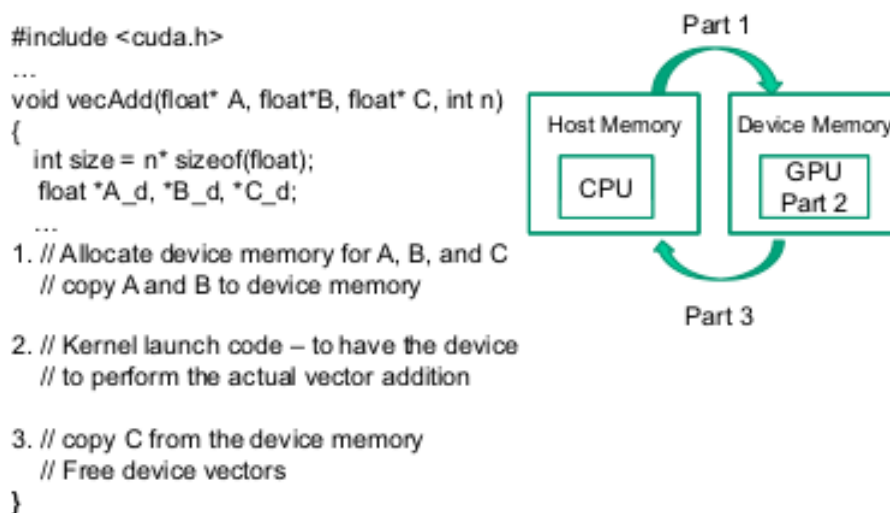 #include <cuda.h>
...
void vecAdd(float* A, float*B, float* C, int n)
{
int size = n* sizeof(float);
float *A_d, *B_d, *C_d;
...
1. // Allocate device memory for A, B, and C
// copy A and B to device memory
2. // Kernel launch code – to have the device
// to perform the actual vector addition
3. // copy C from the device memory
// Free device vectors
}
Part 1
Host Memory
CPU
Device Memory
GPU
Part 2
Part 3